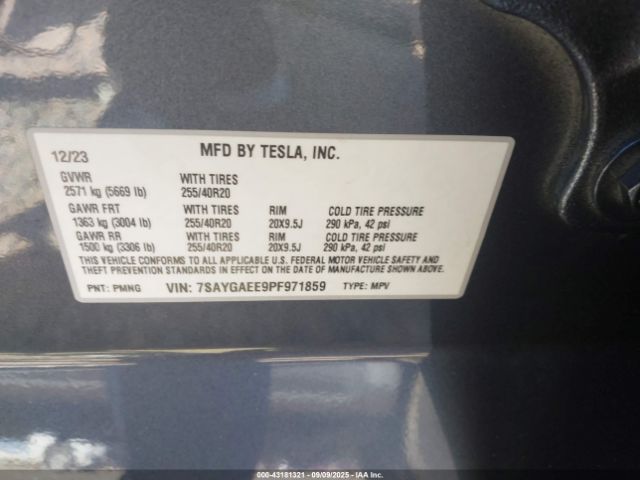 12/23 MFD BY TESLA, INC.
GVWR WITH TIRES
2571 kg (5669 lb) 255/40R20
GAWR FRT WITH TIRES RIM COLD TIRE PRESSURE
1363 kg (3004 lb) 255/40R20 20X9.5J 290 kPa, 42 psi
GAWR RR WITH TIRES RIM COLD TIRE PRESSURE
1500 kg (3306 lb) 255/40R20 20X9.5J 290 kPa, 42 psi
THIS VEHICLE CONFORMS TO ALL APPLICABLE U.S. FEDERAL MOTOR VEHICLE SAFETY AND
THEFT PREVENTION STANDARDS IN EFFECT ON THE DATE OF MANUFACTURE SHOWN ABOVE.
PNT: PMNG VIN: 7SAYGAEE9PF971859 TYPE: MPV
000-43181321 - 09/09/2025 - IAA Inc.